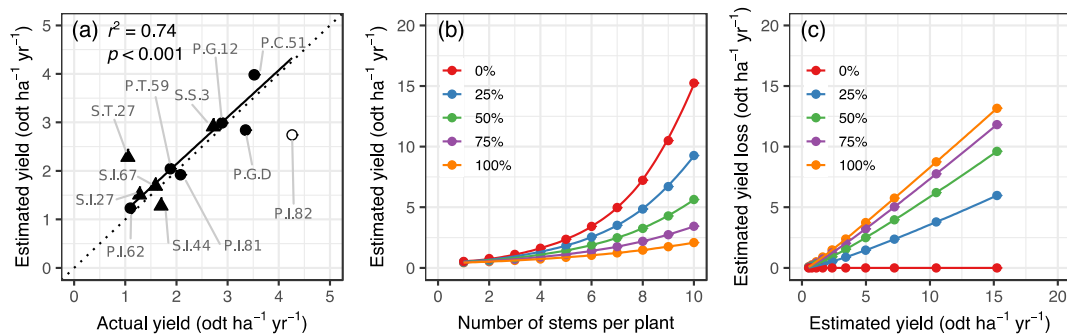 (a)
r² = 0.74
p < 0.001
P.G.12
P.C.51
P.T.59
S.S.3
S.T.27
S.I.67
S.I.27
P.G.D
P.I.82
P.I.62
S.I.44
P.I.81
0
1
2
3
4
5
0
1
2
3
4
5
Actual yield (odt ha⁻¹ yr⁻¹)
Estimated yield (odt ha⁻¹ yr⁻¹)
(b)
0%
25%
50%
75%
100%
0
5
10
15
20
0
2
4
6
8
10
Number of stems per plant
Estimated yield (odt ha⁻¹ yr⁻¹)
(c)
0%
25%
50%
75%
100%
0
5
10
15
20
0
5
10
15
20
Estimated yield (odt ha⁻¹ yr⁻¹)
Estimated yield loss (odt ha⁻¹ yr⁻¹)